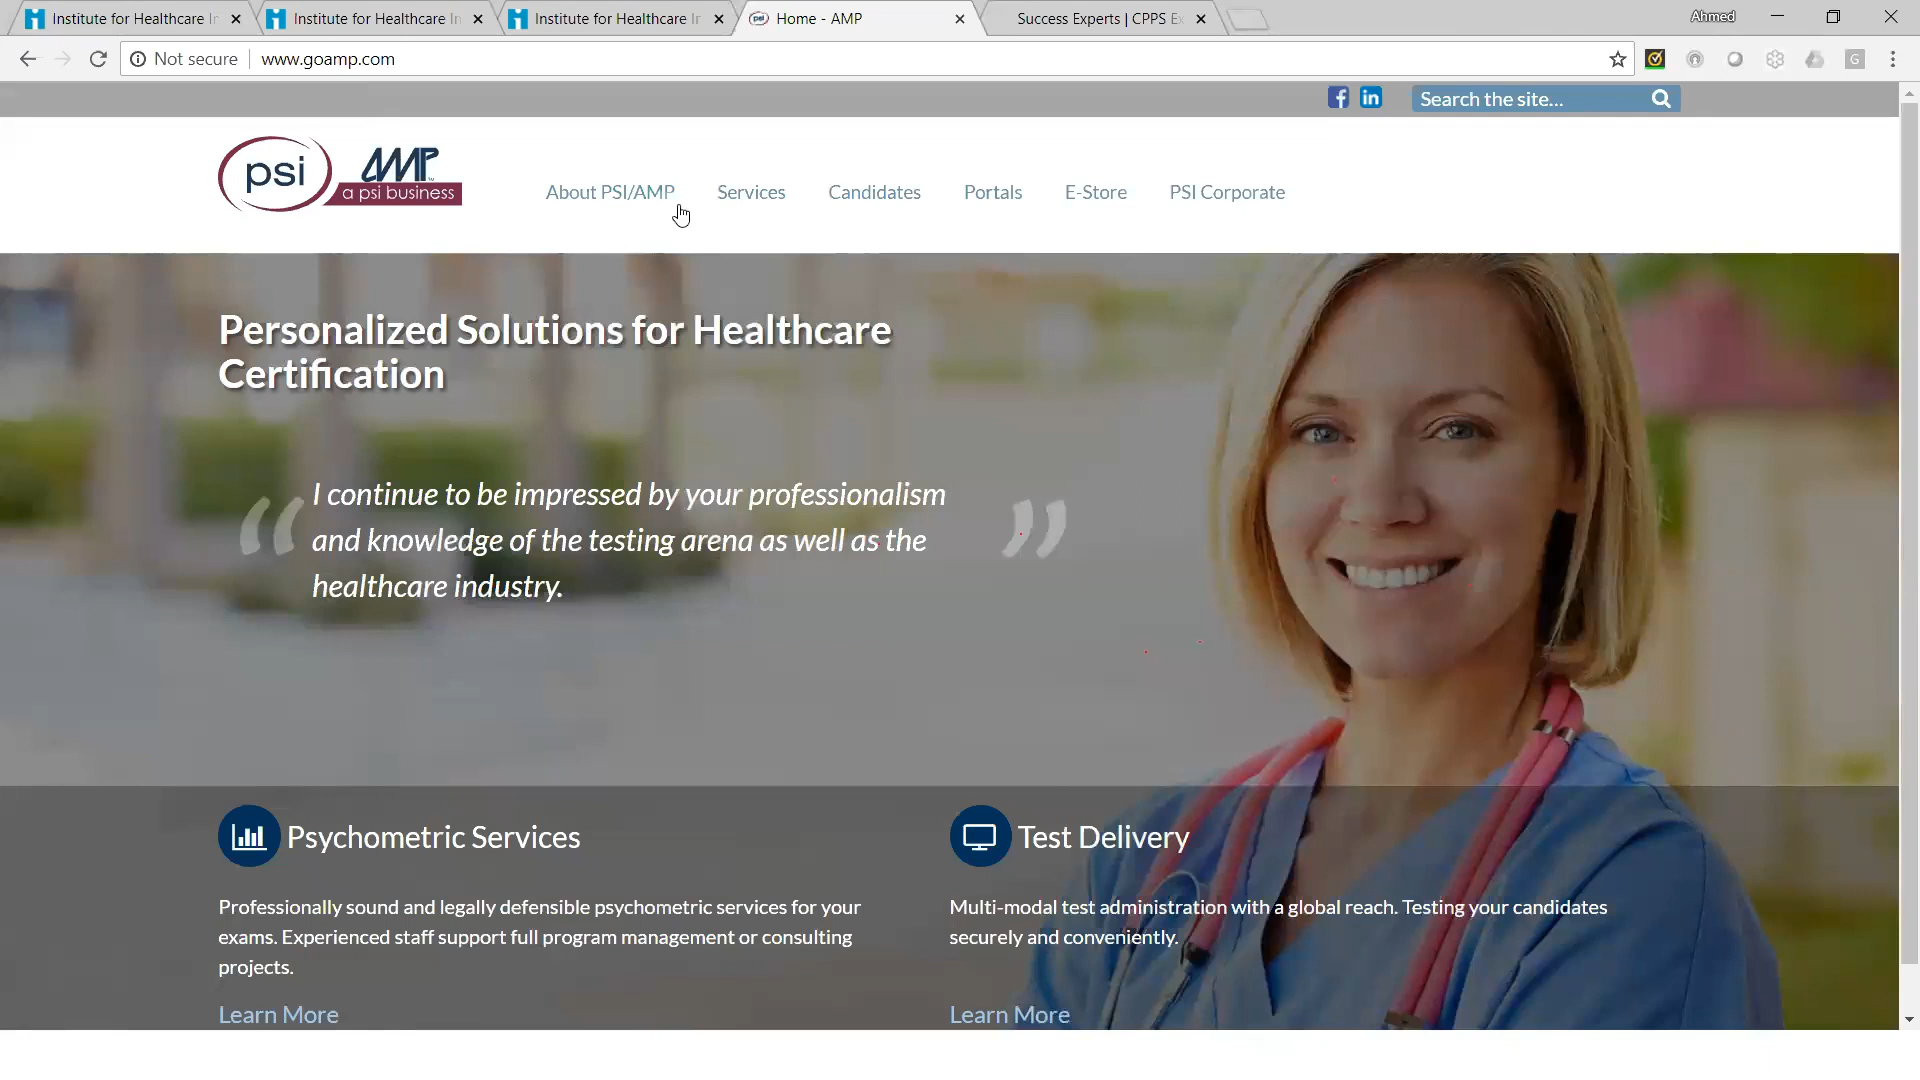 Institute for Healthcare In
Institute for Healthcare In
Institute for Healthcare Ir
Home - AMP
Success Experts | CPPS Ex
Ahmed
Not secure
www.goamp.com
Search the site...
psi
AMP
a psi business
About PSI/AMP
Services
Candidates
Portals
E-Store
PSI Corporate
Personalized Solutions for Healthcare
Certification
“ I continue to be impressed by your professionalism
and knowledge of the testing arena as well as the
healthcare industry. ”
Psychometric Services
Professionally sound and legally defensible psychometric services for your
exams. Experienced staff support full program management or consulting
projects.
Learn More
Test Delivery
Multi-modal test administration with a global reach. Testing your candidates
securely and conveniently.
Learn More